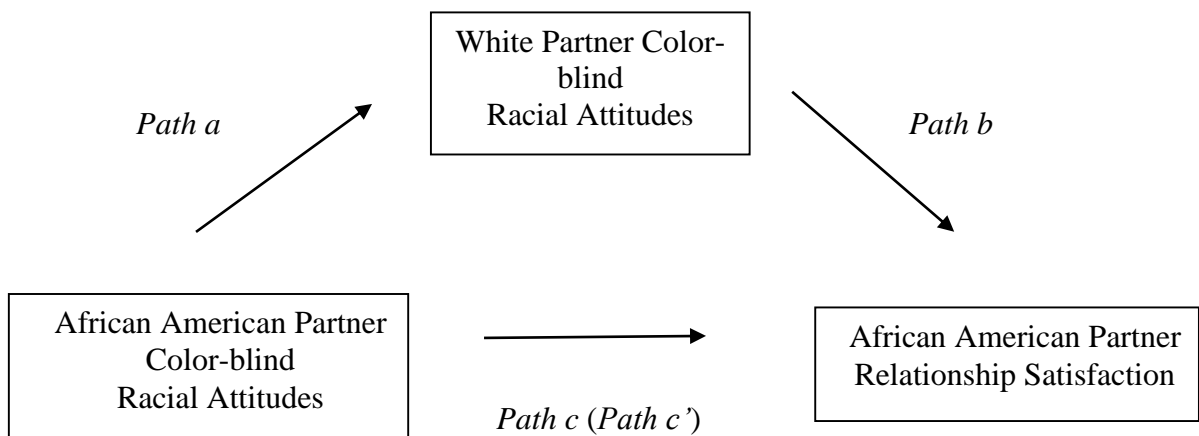 White Partner Color-
blind
Racial Attitudes
Path a
Path b
African American Partner
Color-blind
Racial Attitudes
Path c (Path c’)
African American Partner
Relationship Satisfaction